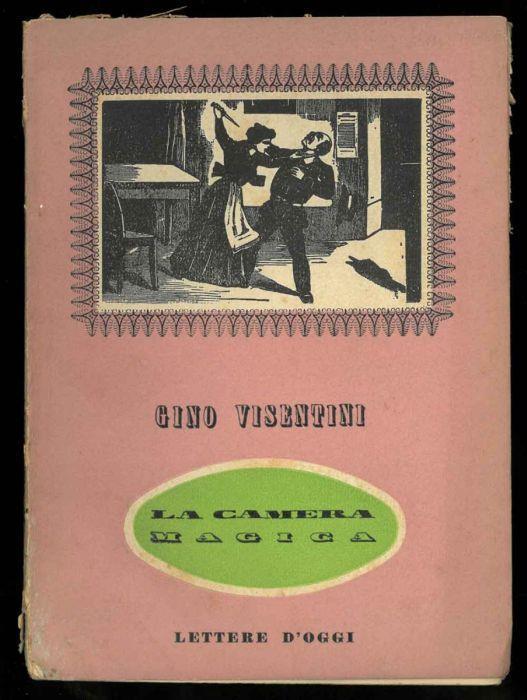 GINO VISENTINI
LA CAMERA
MAGICA
LETTERE D'OGGI